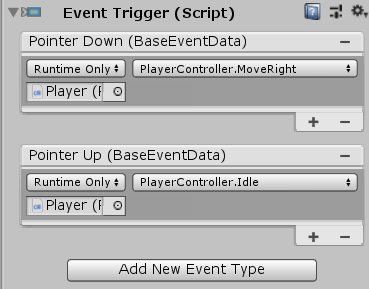 Event Trigger (Script)
Pointer Down (BaseEventData)
Runtime Only PlayerController.MoveRight
Player (F
Pointer Up (BaseEventData)
Runtime Only PlayerController.Idle
Player (F
Add New Event Type